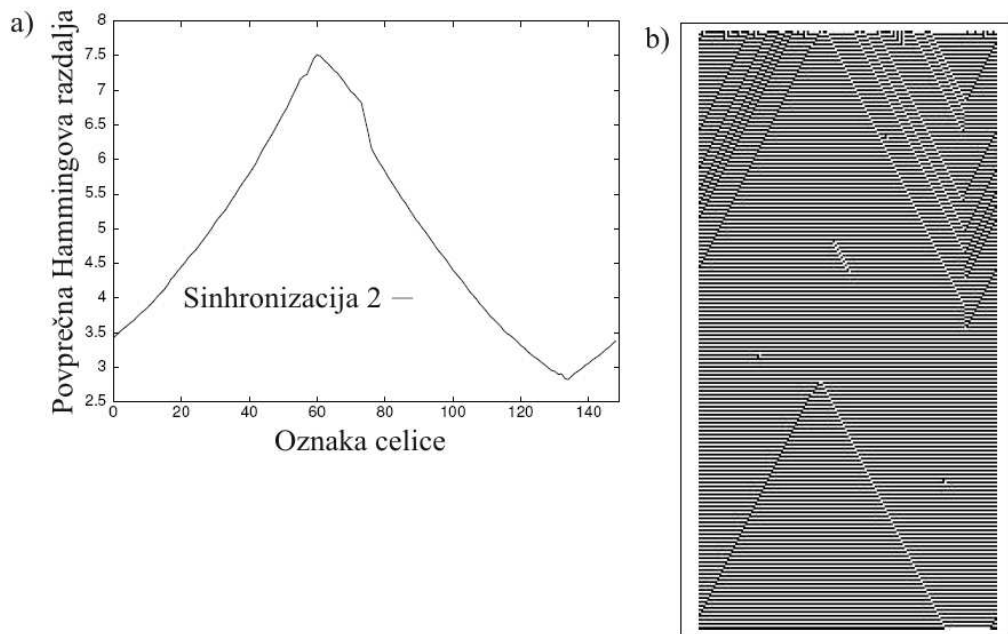 a)
Povprečna Hammingova razdalja
8
7.5
7
6.5
6
5.5
5
4.5
4
3.5
3
2.5
Sinhronizacija 2
0 20 40 60 80 100 120 140
Oznaka celice
b)